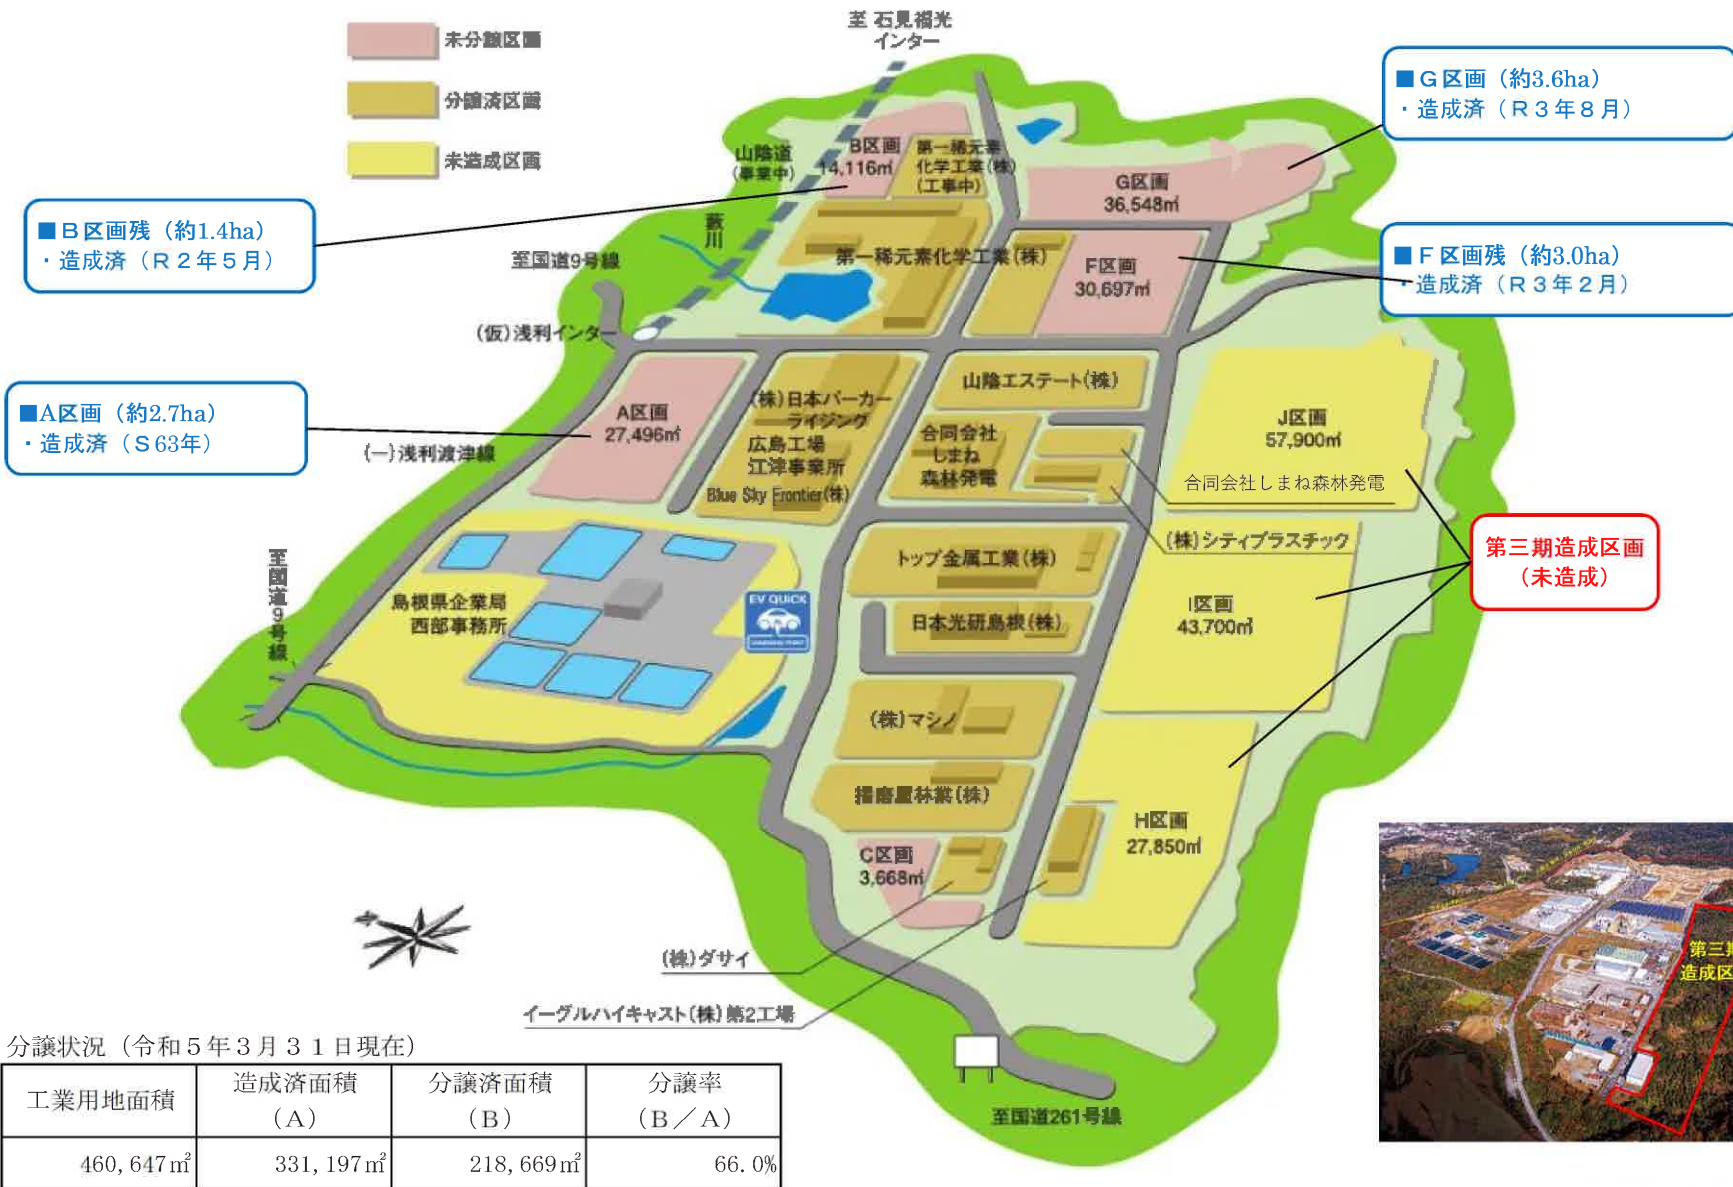 至 石見福光
インター
未分譲区画
分譲済区画
未造成区画
■G区画（約3.6ha）
・造成済（R３年８月）
山陰道
（事業中）
B区画
14,116㎡
第一稀元素
化学工業(株)
(工事中)
G区画
36,548㎡
■B区画残（約1.4ha）
・造成済（R２年５月）
藪川
至国道9号線
第一稀元素化学工業(株)
F区画
30,697㎡
■F区画残（約3.0ha）
・造成済（R３年２月）
(仮)浅利インター
■A区画（約2.7ha）
・造成済（S63年）
A区画
27,496㎡
(一)浅利渡津線
(株)日本パーカー
ライジング
広島工場
江津事業所
Blue Sky Frontier(株)
山陰エステート(株)
合同会社
しまね
森林発電
J区画
57,900㎡
合同会社しまね森林発電
(株)シティプラスチック
第三期造成区画
（未造成）
至国道9号線
島根県企業局
西部事務所
EV QUICK
トップ金属工業(株)
日本光研島根(株)
I区画
43,700㎡
(株)マシノ
播磨屋林業(株)
H区画
27,850㎡
C区画
3,668㎡
(株)ダサイ
イーグルハイキャスト(株)第2工場
至国道261号線
第三期
造成区
分譲状況（令和５年３月３１日現在）
工業用地面積 造成済面積（A） 分譲済面積（B） 分譲率（B／A）
460,647㎡ 331,197㎡ 218,669㎡ 66.0%